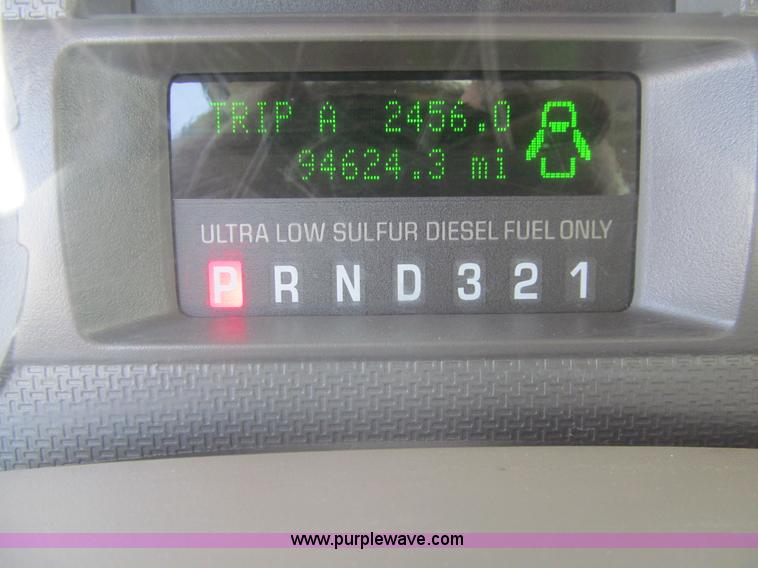 TRIP A 2456.0
94624.3 mi
ULTRA LOW SULFUR DIESEL FUEL ONLY
P R N D 3 2 1
www.purplewave.com